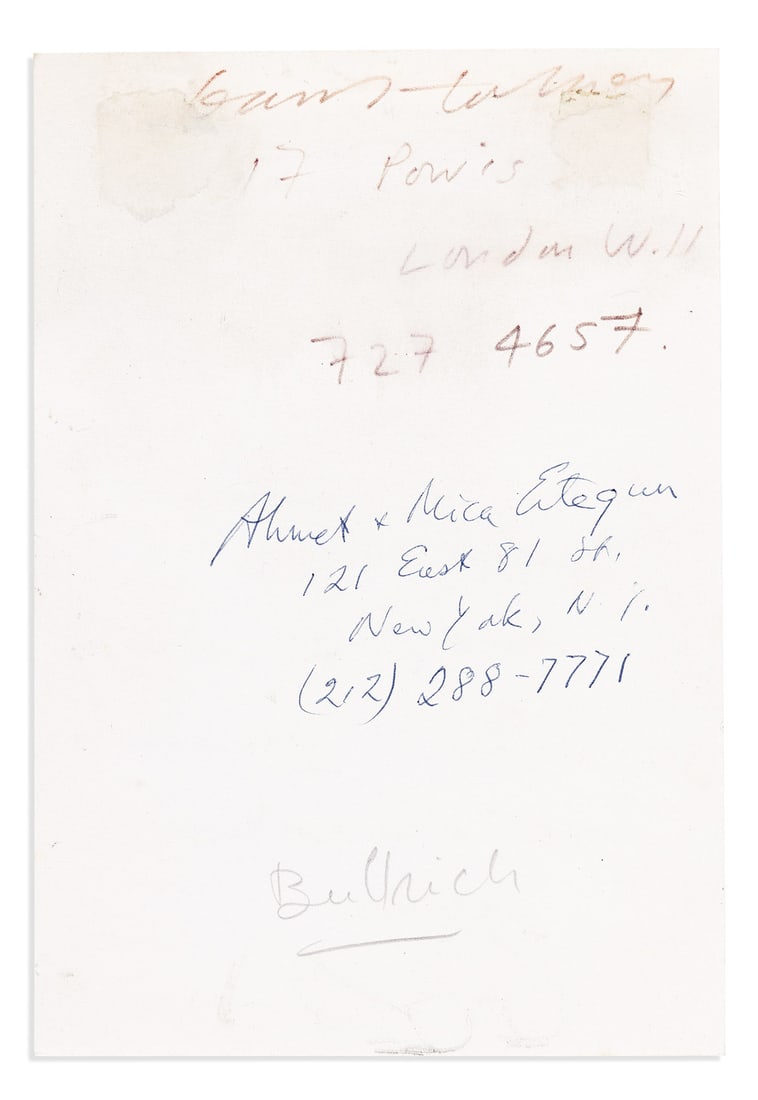 17 Powis
London W.11
727 4657.
Ahmet + Mica Ertegun
121 East 81 St.
New York, N.Y.
(212) 288-7771
Bullrich